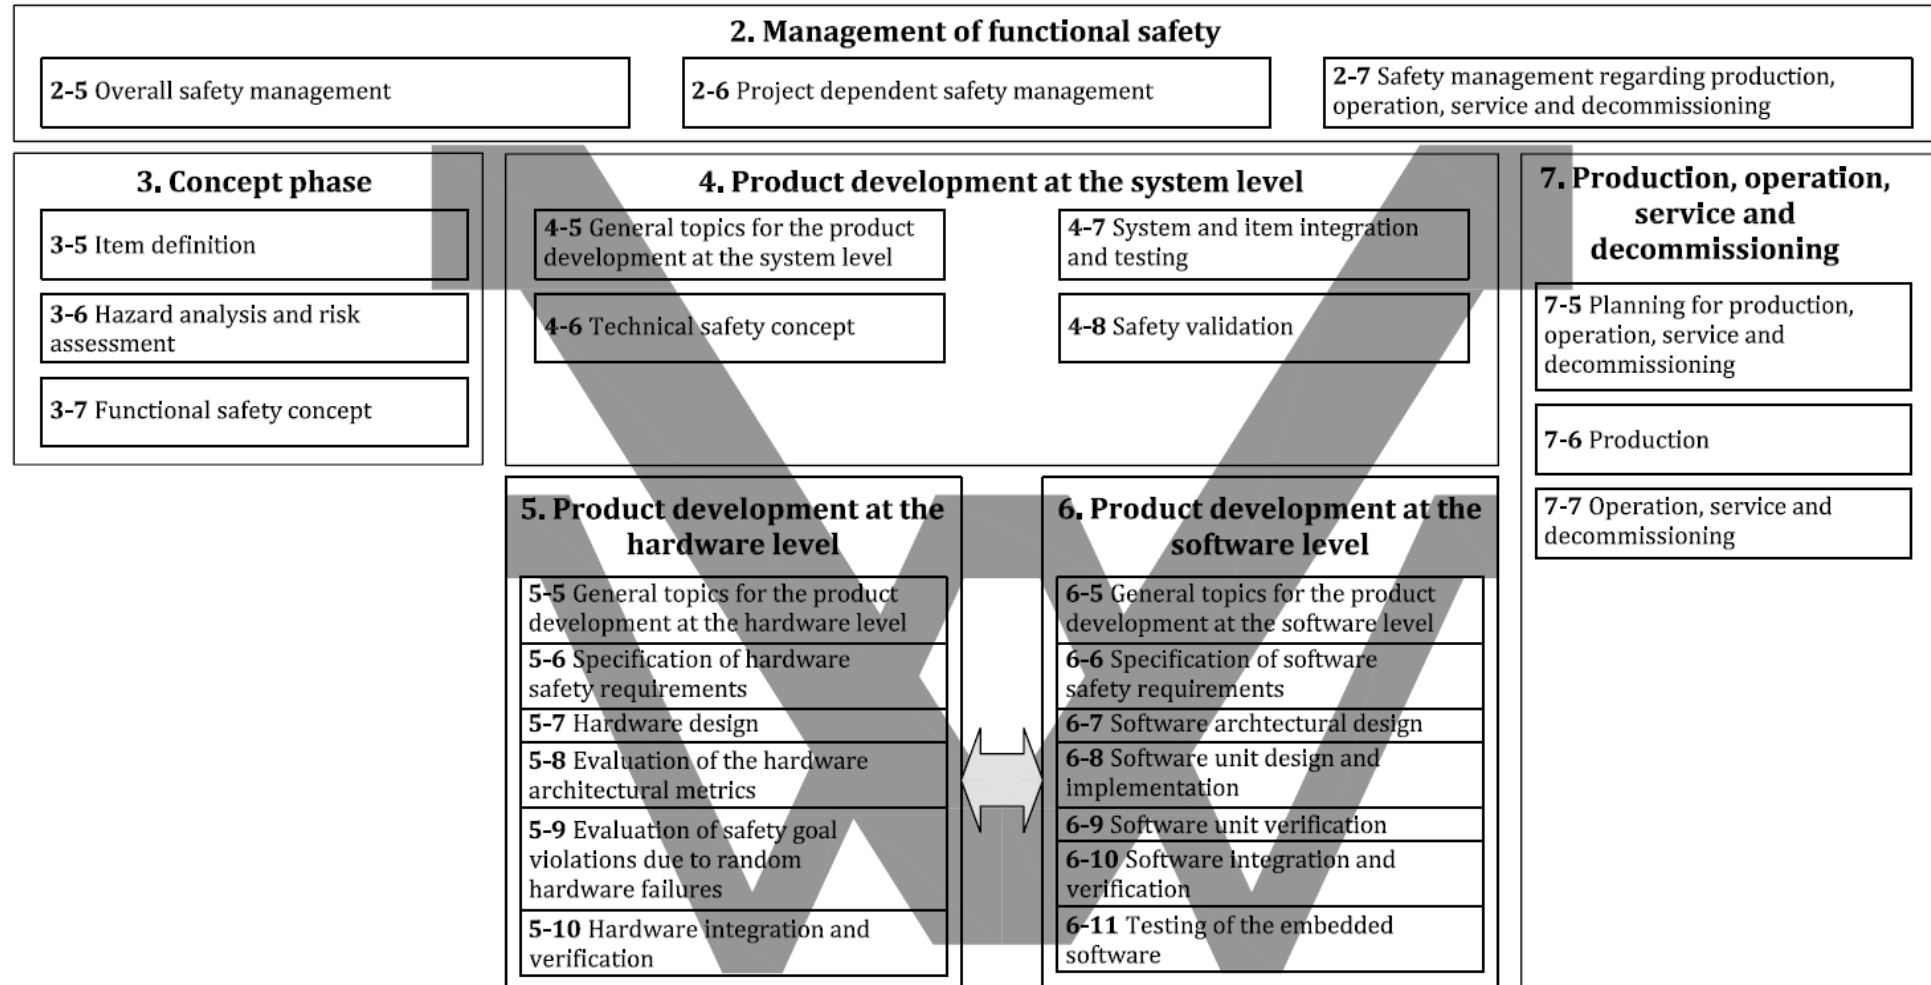 2. Management of functional safety
2-5 Overall safety management
2-6 Project dependent safety management
2-7 Safety management regarding production,
operation, service and decommissioning
3. Concept phase
3-5 Item definition
3-6 Hazard analysis and risk
assessment
3-7 Functional safety concept
4. Product development at the system level
4-5 General topics for the product
development at the system level
4-6 Technical safety concept
4-7 System and item integration
and testing
4-8 Safety validation
7. Production, operation,
service and
decommissioning
7-5 Planning for production,
operation, service and
decommissioning
7-6 Production
7-7 Operation, service and
decommissioning
5. Product development at the
hardware level
5-5 General topics for the product
development at the hardware level
5-6 Specification of hardware
safety requirements
5-7 Hardware design
5-8 Evaluation of the hardware
architectural metrics
5-9 Evaluation of safety goal
violations due to random
hardware failures
5-10 Hardware integration and
verification
6. Product development at the
software level
6-5 General topics for the product
development at the software level
6-6 Specification of software
safety requirements
6-7 Software archtectural design
6-8 Software unit design and
implementation
6-9 Software unit verification
6-10 Software integration and
verification
6-11 Testing of the embedded
software